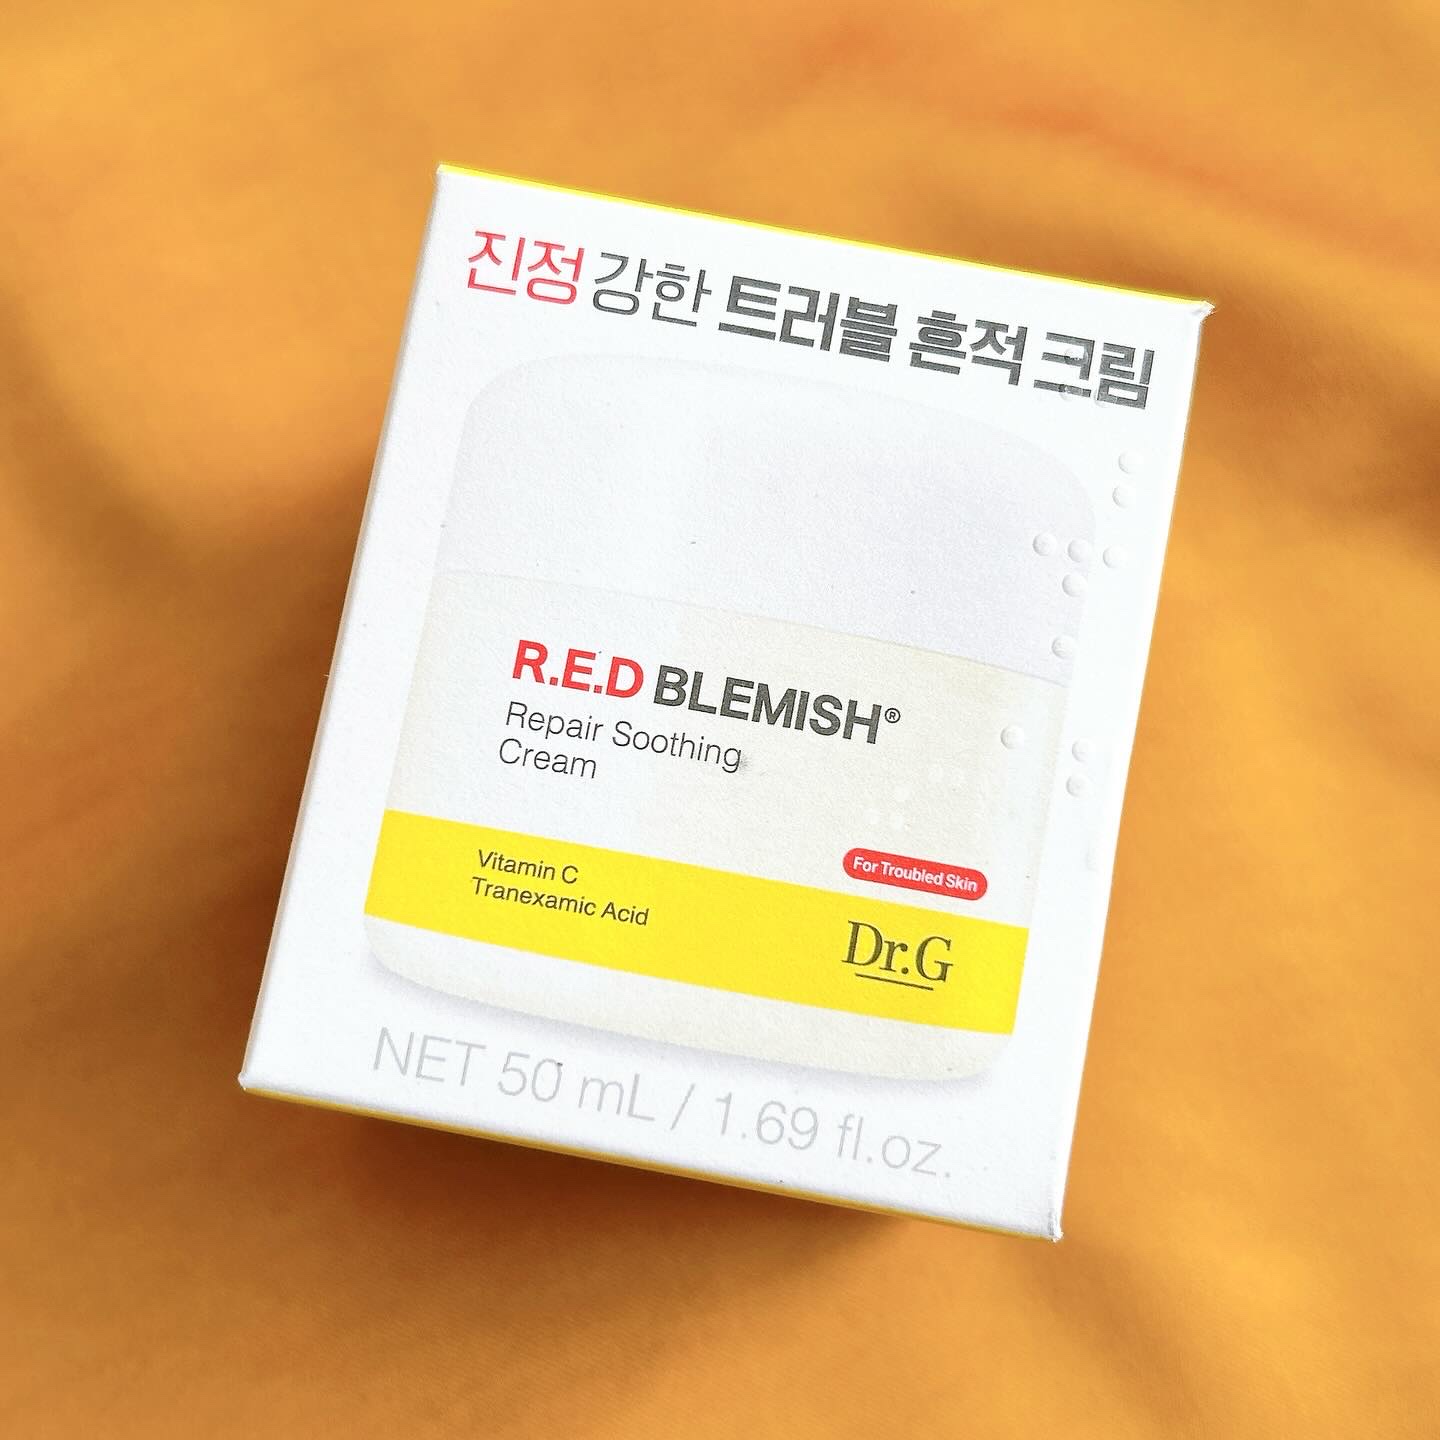 진정 강한 트러블 흔적 크림
R.E.D BLEMISH®
Repair Soothing
Cream
Vitamin C
Tranexamic Acid
For Troubled Skin
Dr.G
NET 50 mL / 1.69 fl.oz.